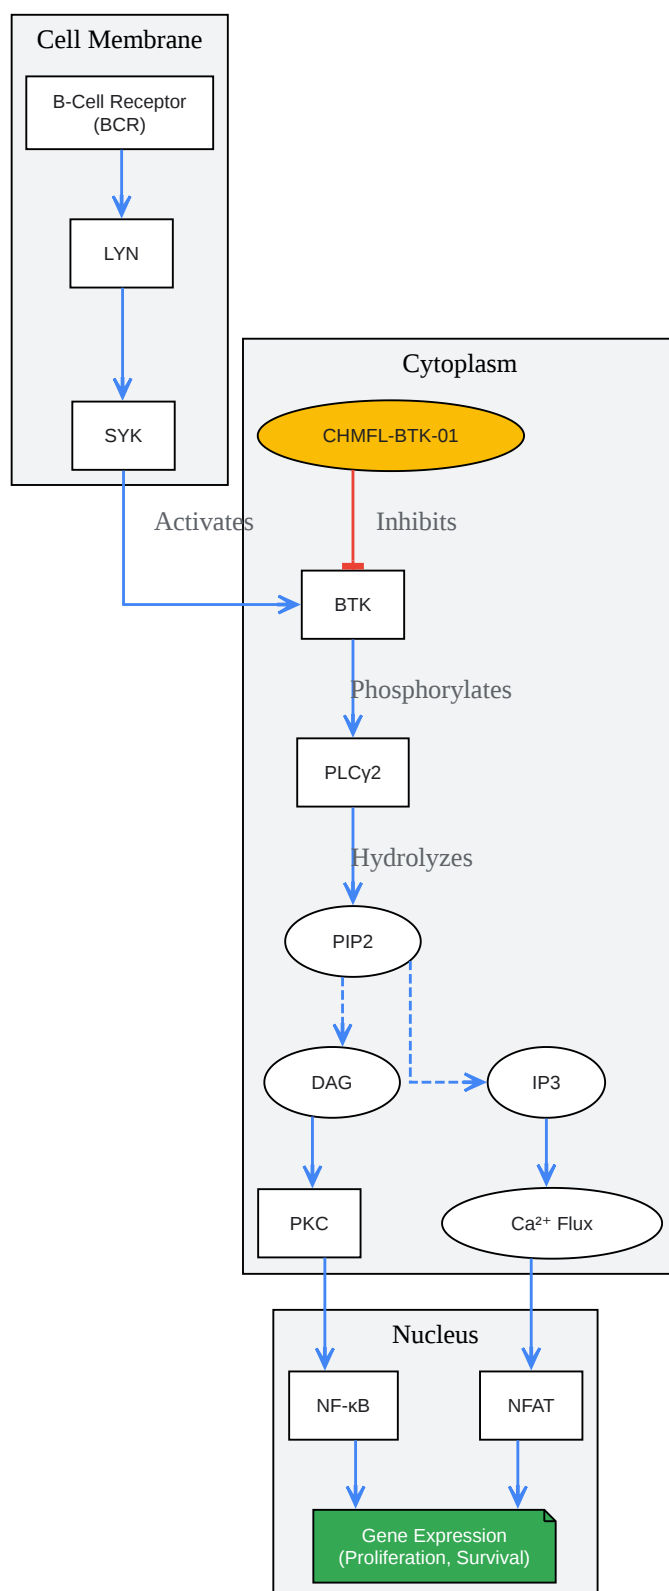 Cell Membrane
B-Cell Receptor
(BCR)
LYN
SYK
Cytoplasm
CHMFL-BTK-01
Activates
Inhibits
BTK
Phosphorylates
PLCγ2
Hydrolyzes
PIP2
DAG
IP3
PKC
Ca²⁺ Flux
Nucleus
NF-κB
NFAT
Gene Expression
(Proliferation, Survival)